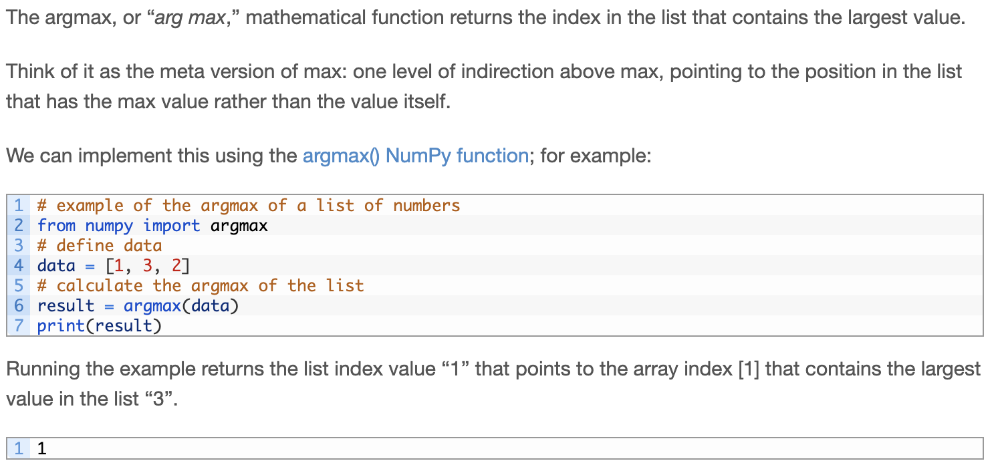 The argmax, or “arg max,” mathematical function returns the index in the list that contains the largest value.
Think of it as the meta version of max: one level of indirection above max, pointing to the position in the list
that has the max value rather than the value itself.
We can implement this using the argmax() NumPy function; for example:
1 # example of the argmax of a list of numbers
2 from numpy import argmax
3 # define data
4 data = [1, 3, 2]
5 # calculate the argmax of the list
6 result = argmax(data)
7 print(result)
Running the example returns the list index value “1” that points to the array index [1] that contains the largest
value in the list “3”.
1 1